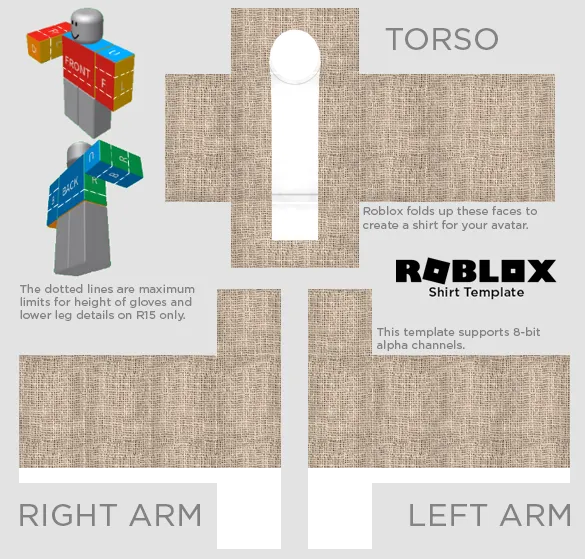 TORSO
FRONT
F
L
U
R
BACK
R
U
B
Roblox folds up these faces to
create a shirt for your avatar.
ROBLOX
Shirt Template
The dotted lines are maximum
limits for height of gloves and
lower leg details on R15 only.
This template supports 8-bit
alpha channels.
RIGHT ARM
LEFT ARM